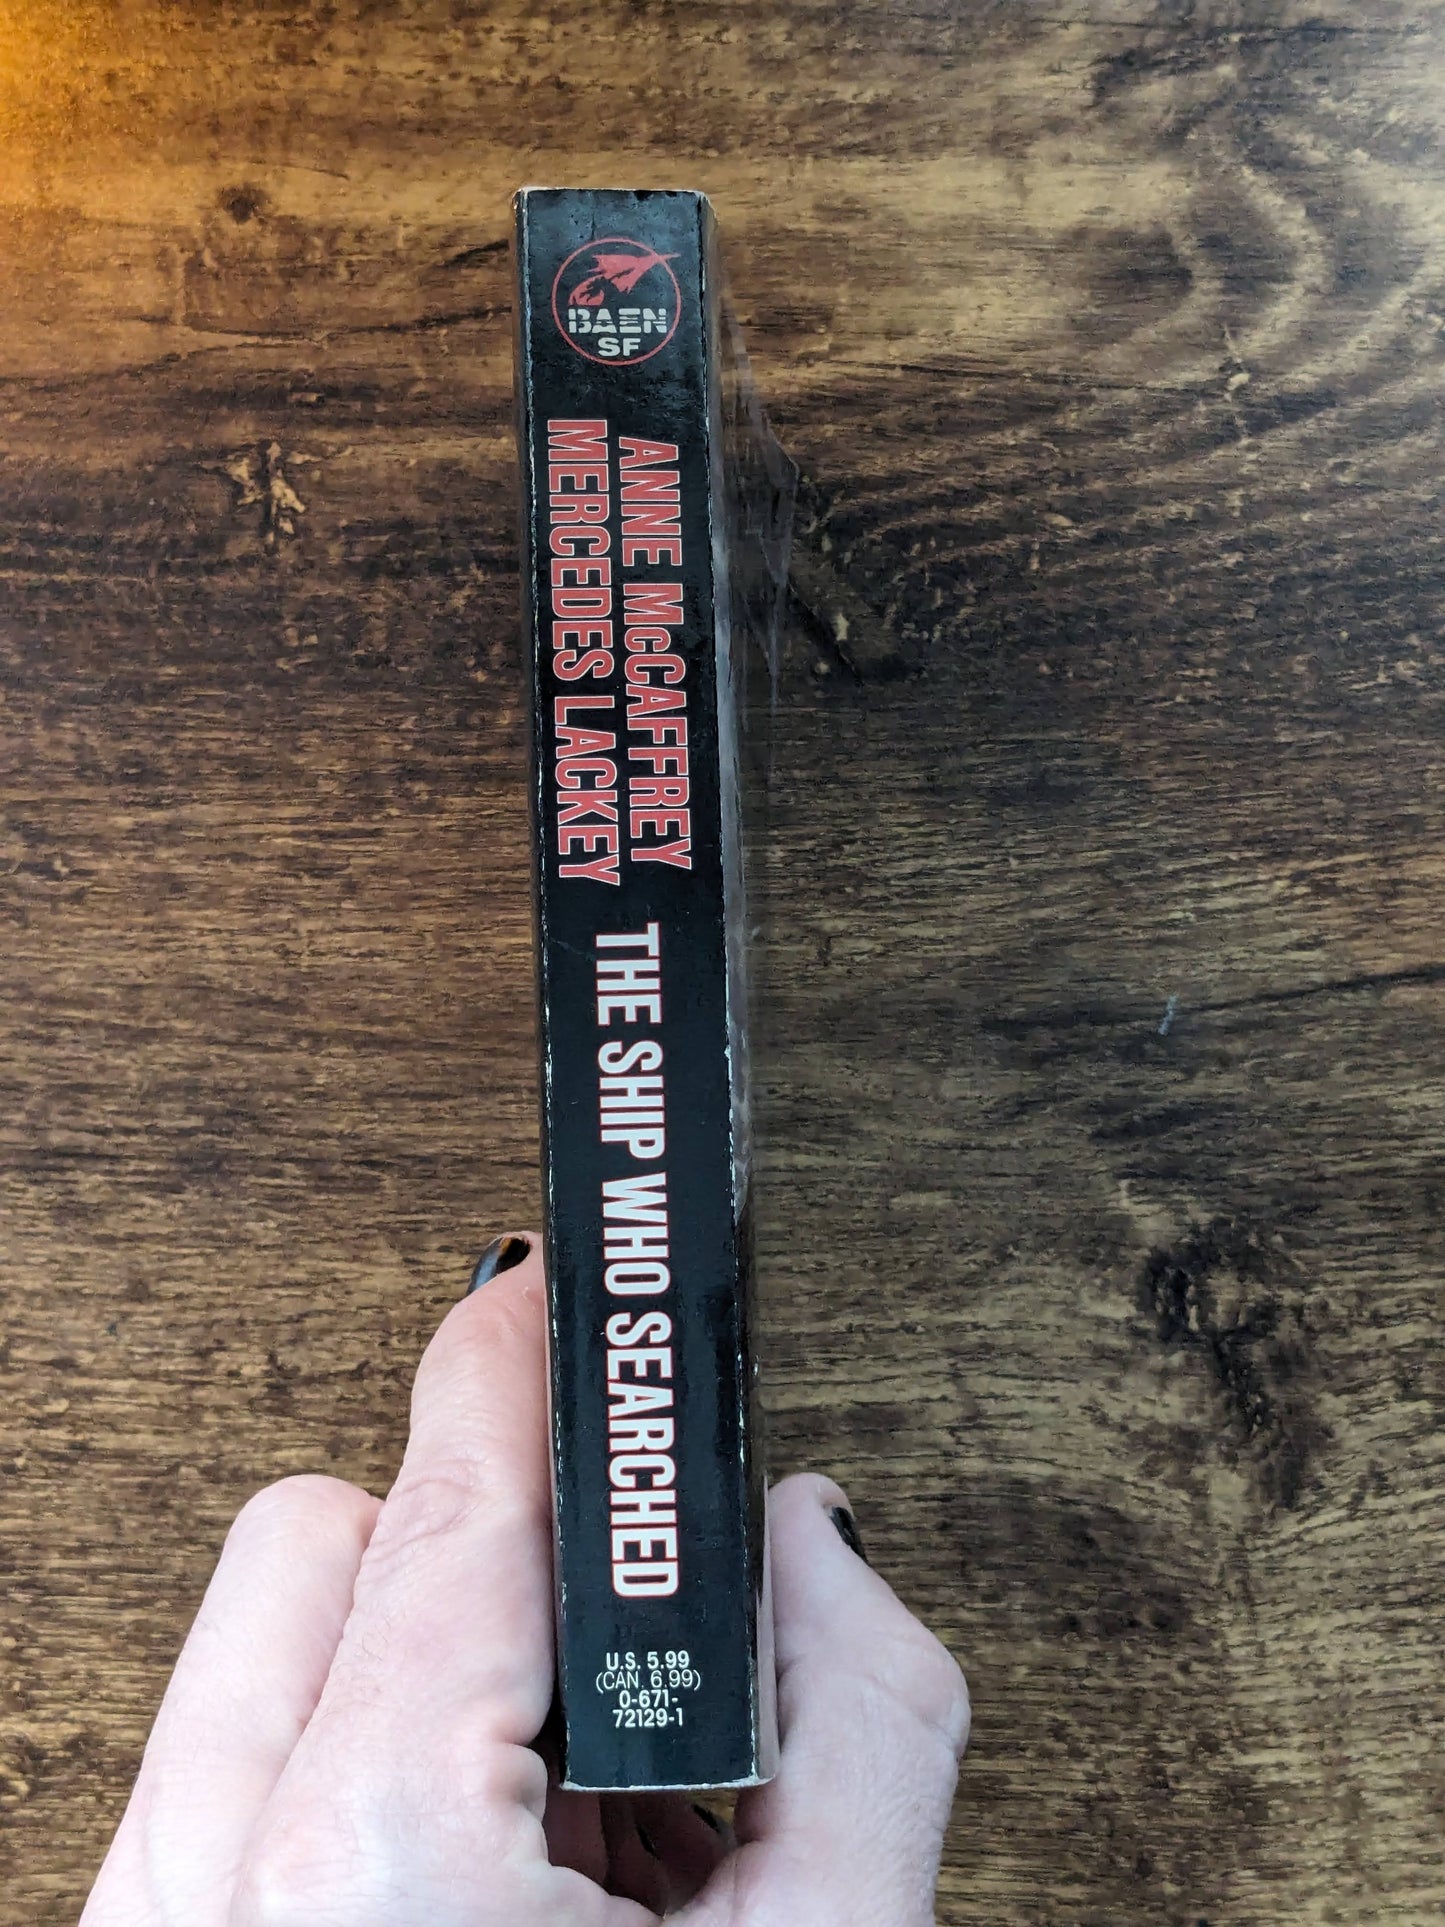 BAEN
SF
ANNE McCAFFREY
MERCEDES LACKEY
THE SHIP WHO SEARCHED
U.S. 5.99
(CAN. 6.99)
0-671-
72129-1